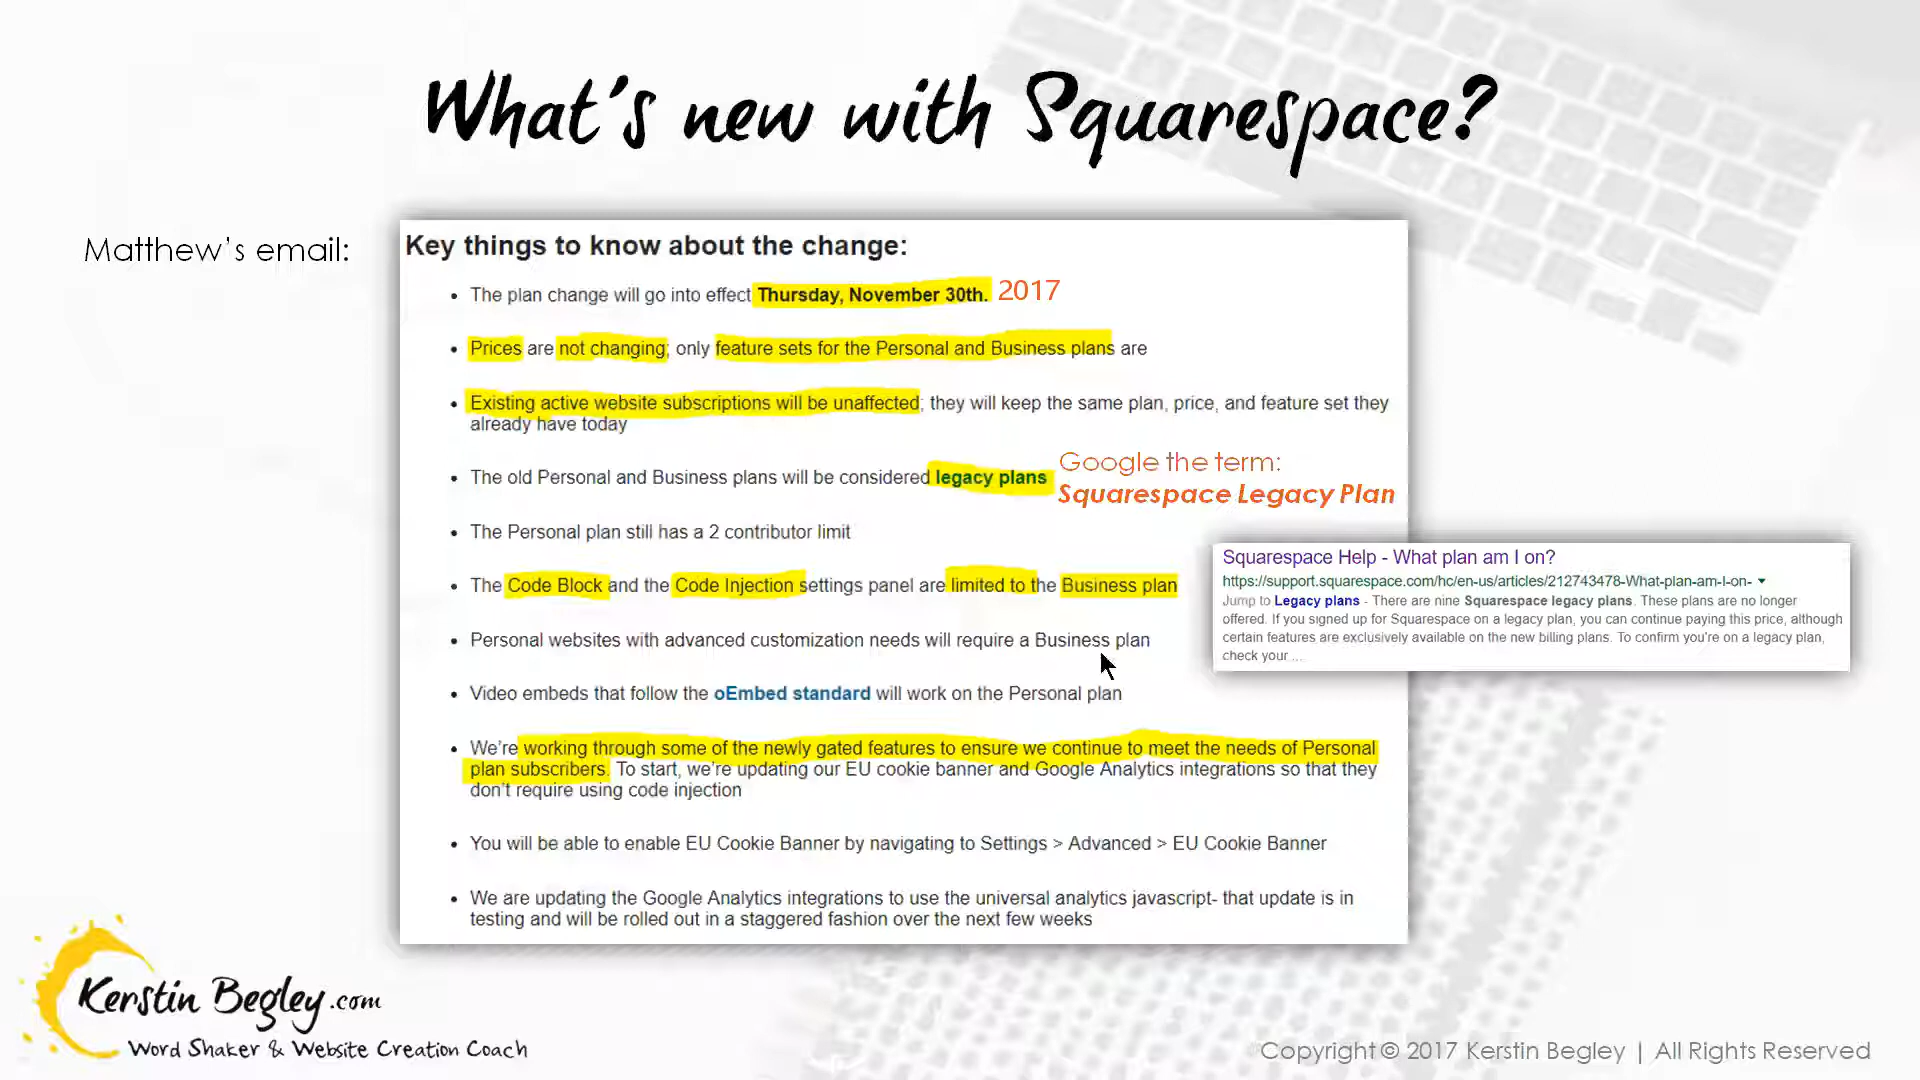 What's new with Squarespace?
Matthew's email:
Key things to know about the change:
• The plan change will go into effect Thursday, November 30th. 2017
• Prices are not changing; only feature sets for the Personal and Business plans are
• Existing active website subscriptions will be unaffected; they will keep the same plan, price, and feature set they
already have today
• The old Personal and Business plans will be considered legacy plans
Google the term:
Squarespace Legacy Plan
• The Personal plan still has a 2 contributor limit
• The Code Block and the Code Injection settings panel are limited to the Business plan
• Personal websites with advanced customization needs will require a Business plan
• Video embeds that follow the oEmbed standard will work on the Personal plan
• We're working through some of the newly gated features to ensure we continue to meet the needs of Personal
plan subscribers. To start, we're updating our EU cookie banner and Google Analytics integrations so that they
don't require using code injection
• You will be able to enable EU Cookie Banner by navigating to Settings > Advanced > EU Cookie Banner
• We are updating the Google Analytics integrations to use the universal analytics javascript- that update is in
testing and will be rolled out in a staggered fashion over the next few weeks
Squarespace Help - What plan am I on?
https://support.squarespace.com/hc/en-us/articles/212743478-What-plan-am-I-on-
Jump to Legacy plans - There are nine Squarespace legacy plans. These plans are no longer
offered. If you signed up for Squarespace on a legacy plan, you can continue paying this price, although
certain features are exclusively available on the new billing plans. To confirm you're on a legacy plan,
check your ...
Kerstin Begley.com
Word Shaker & Website Creation Coach
Copyright © 2017 Kerstin Begley | All Rights Reserved